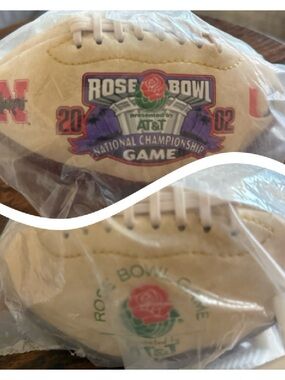 N
ROSE BOWL
presented by
AT&T
20 02
NATIONAL CHAMPIONSHIP
GAME
ROSE BOWL GAME